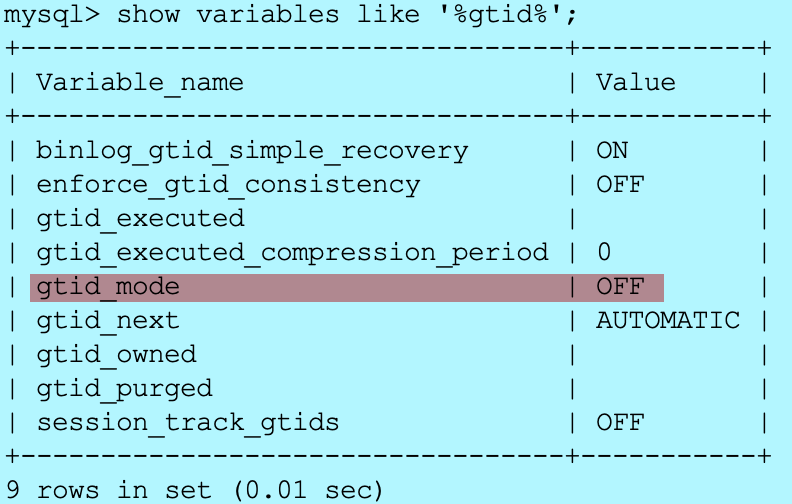 mysql> show variables like '%gtid%';
+----------------------------------+-----------+
| Variable_name                    | Value     |
+----------------------------------+-----------+
| binlog_gtid_simple_recovery      | ON        |
| enforce_gtid_consistency         | OFF       |
| gtid_executed                    |           |
| gtid_executed_compression_period | 0         |
| gtid_mode                        | OFF       |
| gtid_next                        | AUTOMATIC |
| gtid_owned                       |           |
| gtid_purged                      |           |
| session_track_gtids              | OFF       |
+----------------------------------+-----------+
9 rows in set (0.01 sec)